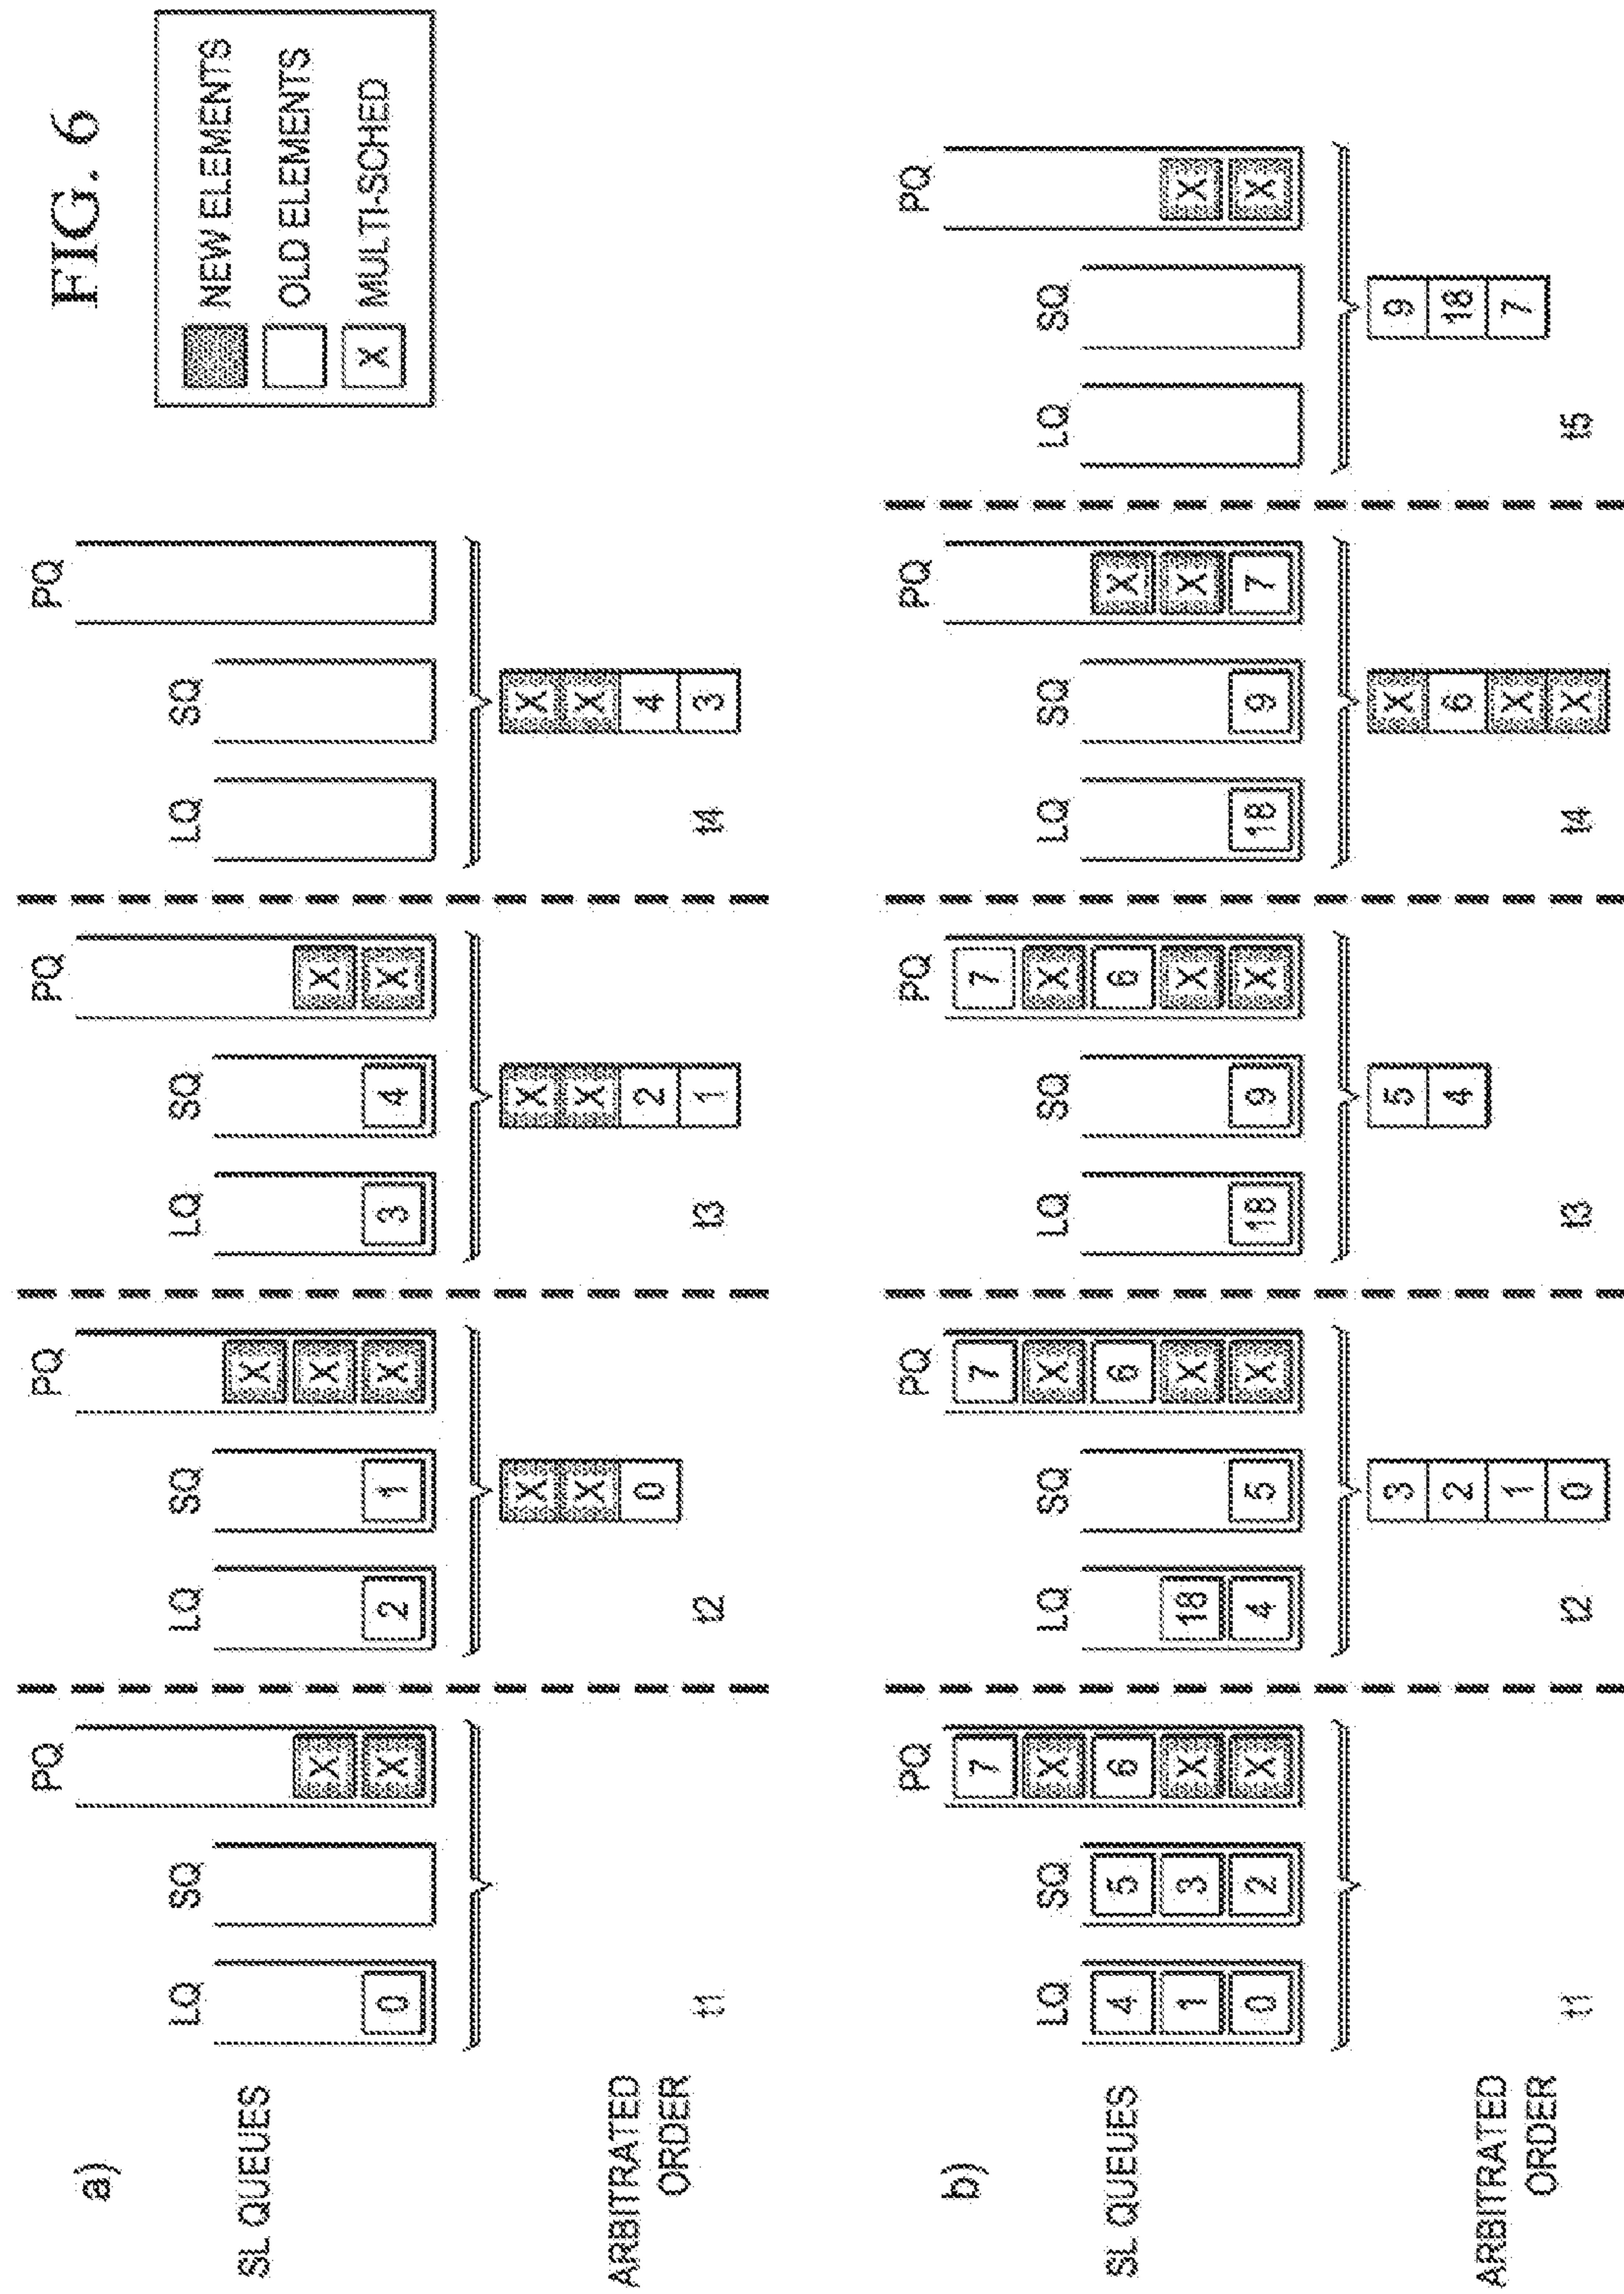 FIG. 6
NEW ELEMENTS
OLD ELEMENTS
X MULTI-SCHED
a)
LQ SQ PQ LQ SQ PQ LQ SQ PQ LQ SQ PQ
SL QUEUES
X
X X X
0 X 2 1 X 3 4 X
X X X
X X X
0 2 4
1 3
ARBITRATED
ORDER
t1 t2 t3 t4
b)
LQ SQ PQ LQ SQ PQ LQ SQ PQ LQ SQ PQ LQ SQ PQ
SL QUEUES
7 7 7
X X X
4 5 6 6 6 X
1 3 X 18 X X X X
0 2 X 4 5 X 18 9 X 18 9 7 X
3 5 X 9
2 4 6 18
1 X 7
0 X
ARBITRATED
ORDER
t1 t2 t3 t4 t5